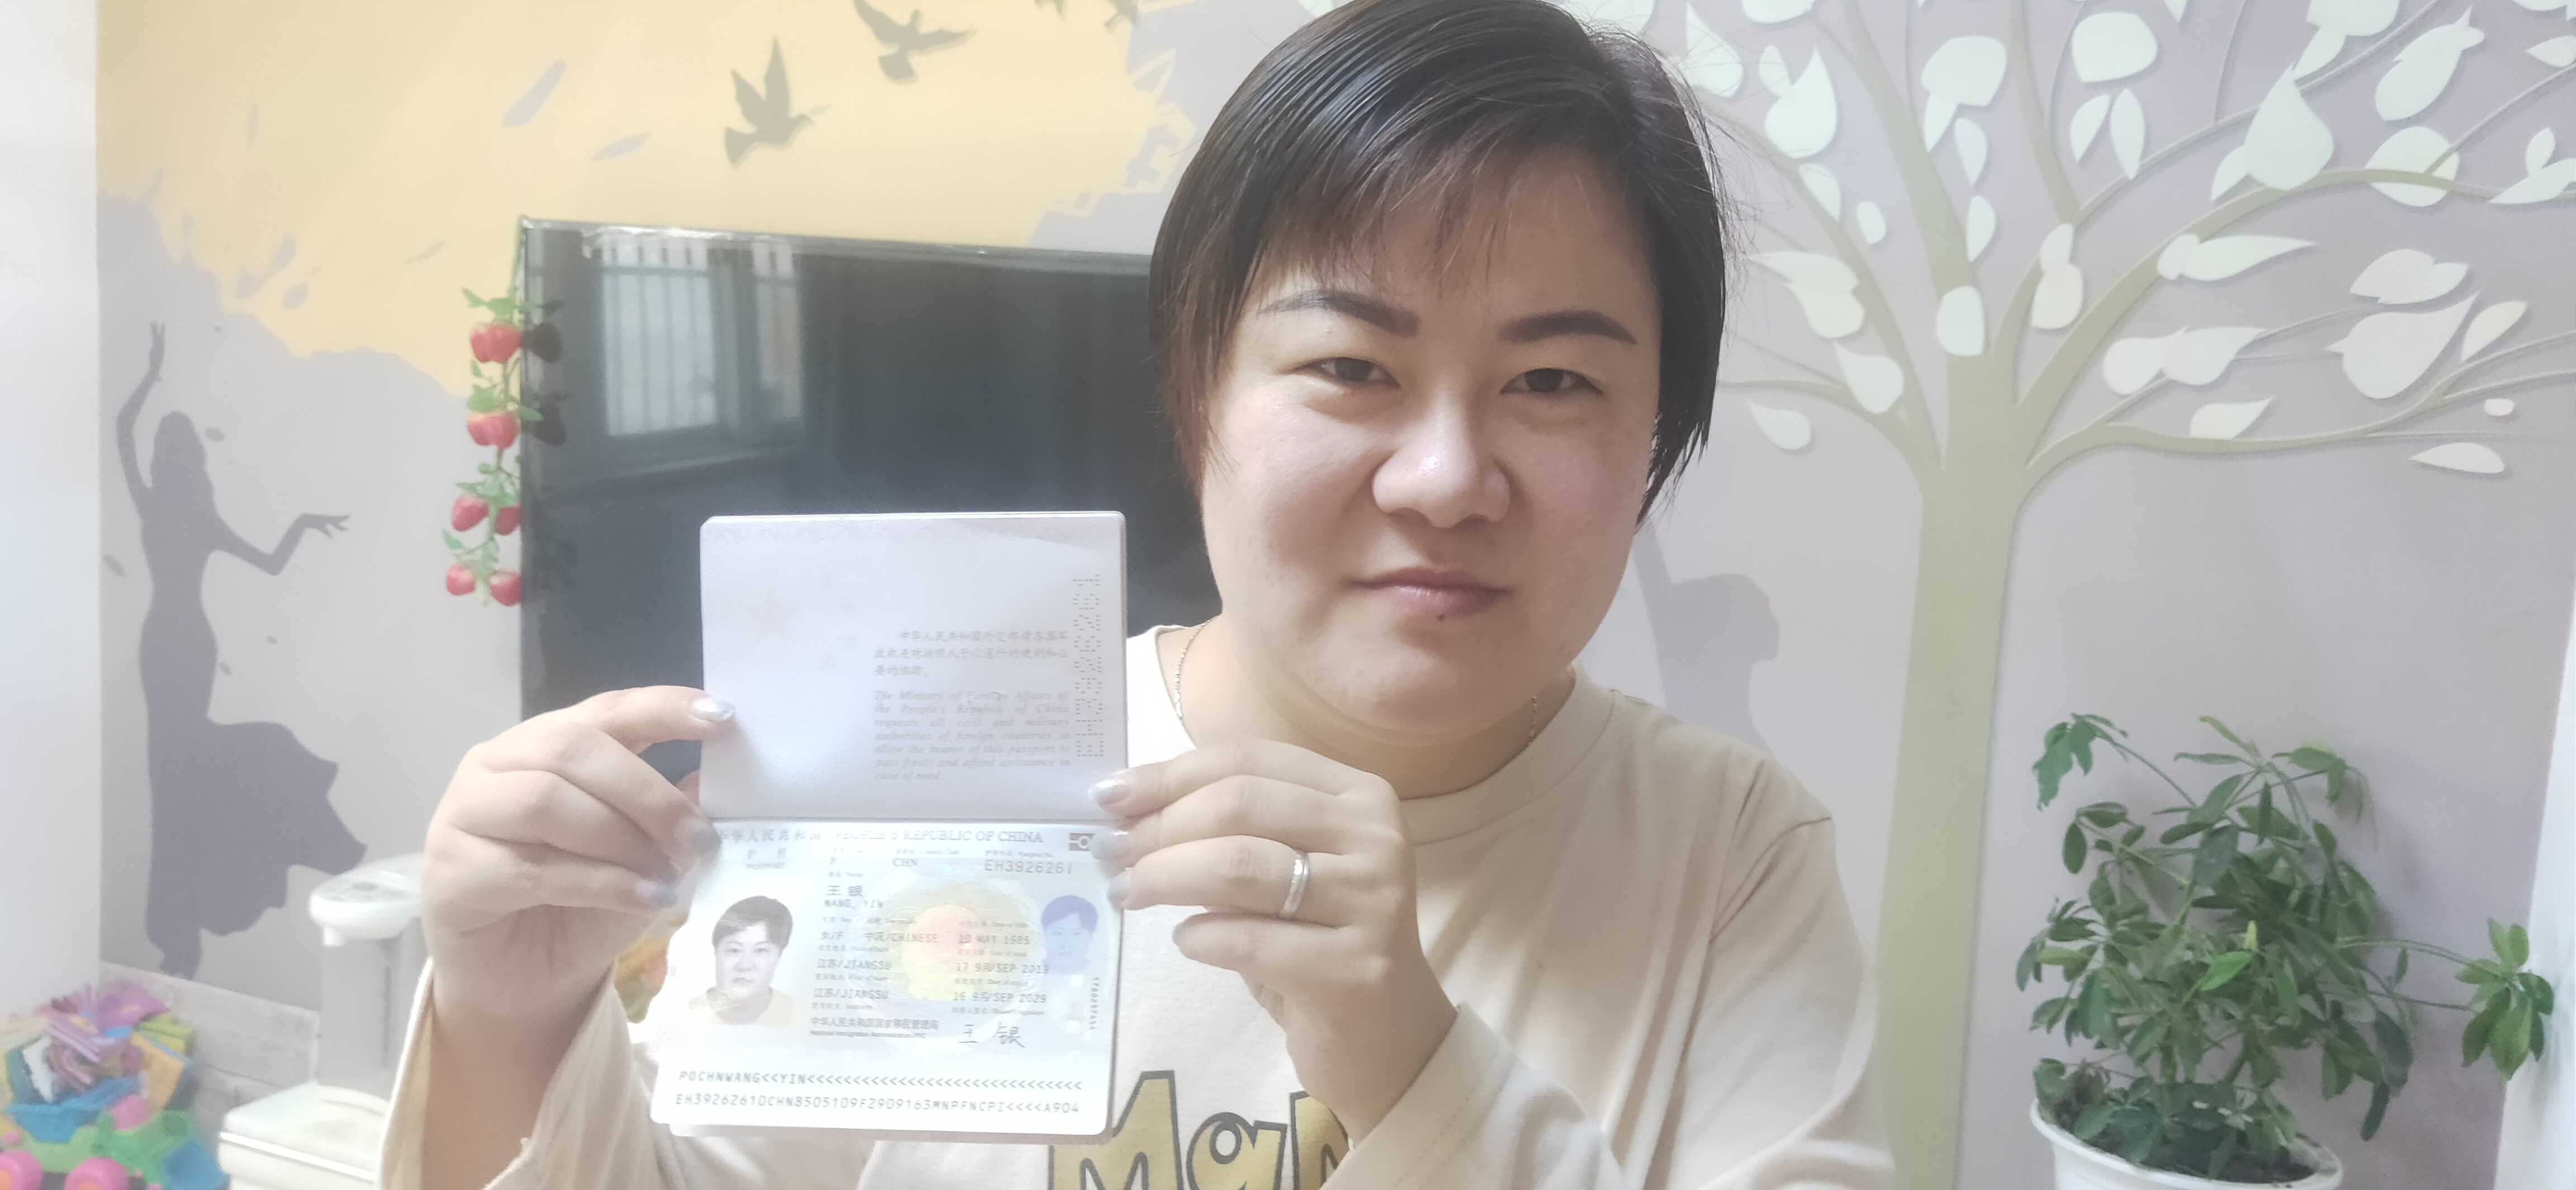 中华人民共和国外交部请各国军
政机关对持照人予以通行的便利和必
要的协助。
The Ministry of Foreign Affairs of
the People's Republic of China
requests all civil and military
authorities of foreign countries to
allow the bearer of this passport to
pass freely and afford assistance in
case of need.
EH3926261
中华人民共和国 PEOPLE'S REPUBLIC OF CHINA
护 照
PASSPORT
P CHN EH3926261
王银
WANG, YIN
女/F 中国/CHINESE 10 MAY 1985
江苏/JIANGSU 17 9月/SEP 2019
江苏/JIANGSU 16 9月/SEP 2029
中华人民共和国国家移民管理局
National Immigration Administration, PRC
王银
POCHNWANG<<YIN<<<<<<<<<<<<<<<<<<<<<<<<<<<<<<
EH39262610CHN8505109F2909163MNPFNCPI<<<<A904